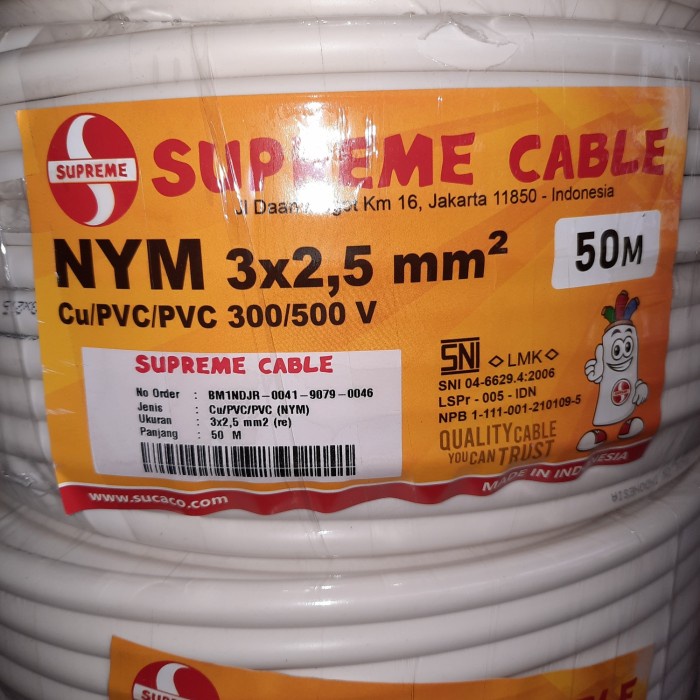 SUPREME
SUPREME CABLE
Km 16, Jakarta 11850 - Indonesia
NYM 3x2,5 mm²
50M
Cu/PVC/PVC 300/500 V
SUPREME CABLE
No Order : BM1NDJR-0041-9079-0046
Jenis : Cu/PVC/PVC (NYM)
Ukuran : 3x2,5 mm2 (re)
Panjang : 50 M
SNI ◇LMK◇
SNI 04-6629.4:2006
LSPr - 005 - IDN
NPB 1-111-001-210109-5
QUALITY CABLE
YOU CAN TRUST
MADE IN INDONESIA
www.sucaco.com
SUPREME